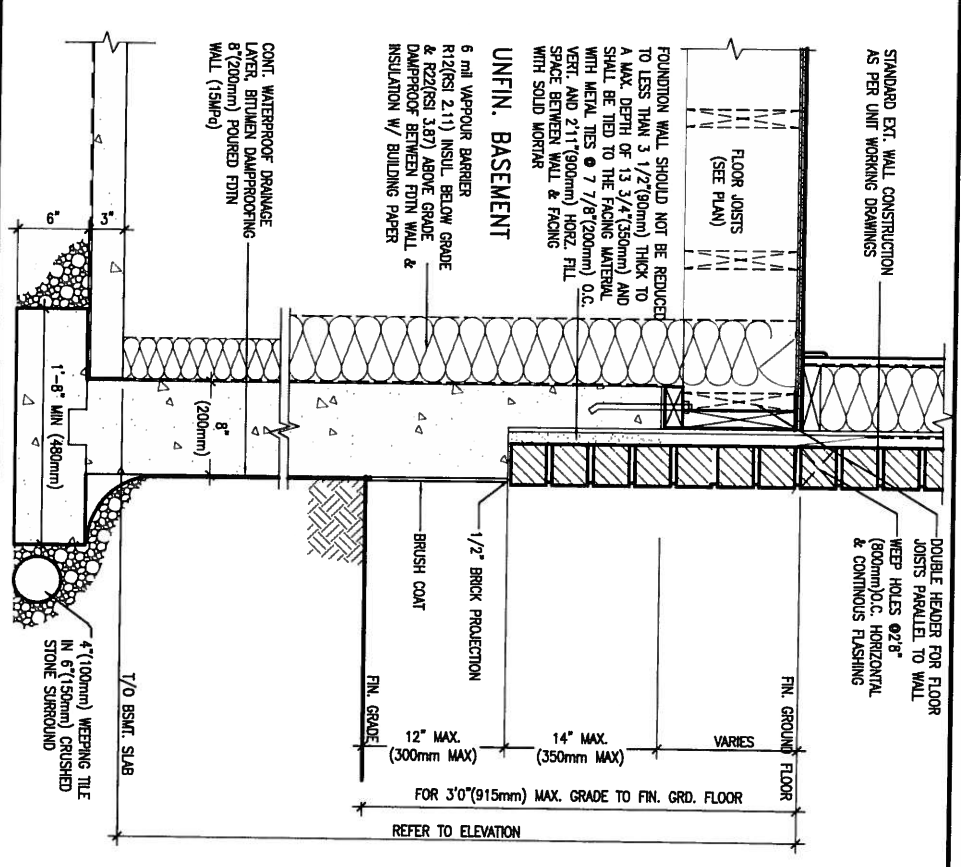 STANDARD EXT. WALL CONSTRUCTION
AS PER UNIT WORKING DRAWINGS
FLOOR JOISTS
(SEE PLAN)
FOUNDTION WALL SHOULD NOT BE REDUCED
TO LESS THAN 3 1/2"(90mm) THICK TO
A MAX. DEPTH OF 13 3/4"(350mm) AND
SHALL BE TIED TO THE FACING MATERIAL
WITH METAL TIES @ 7 7/8"(200mm) O.C.
VERT. AND 2'11"(900mm) HORZ. FILL
SPACE BETWEEN WALL & FACING
WITH SOLID MORTAR
UNFIN. BASEMENT
6 mil VAPPOUR BARRIER
R12(RSI 2.11) INSUL. BELOW GRADE
& R22(RSI 3.87) ABOVE GRADE
DAMPPROOF BETWEEN FDTN WALL &
INSULATION W/ BUILDING PAPER
CONT. WATERPROOF DRAINAGE
LAYER BITUMEN DAMPPROOFING
8"(200mm) POURED FDTN
WALL (15MPa)
6"
3"
1'-8" MIN (480mm)
8"
(200mm)
DOUBLE HEADER FOR FLOOR
JOISTS PARALLEL TO WALL
WEEP HOLES @2'8"
(800mm)O.C. HORIZONTAL
& CONTINOUS FLASHING
1/2" BRICK PROJECTION
BRUSH COAT
4"(100mm) WEEPING TILE
IN 6"(150mm) CRUSHED
STONE SURROUND
FIN. GROUND FLOOR
FIN. GRADE
T/O BSMT. SLAB
VARIES
14" MAX.
(350mm MAX)
12" MAX.
(300mm MAX)
FOR 3'0"(915mm) MAX. GRADE TO FIN. GRD. FLOOR
REFER TO ELEVATION